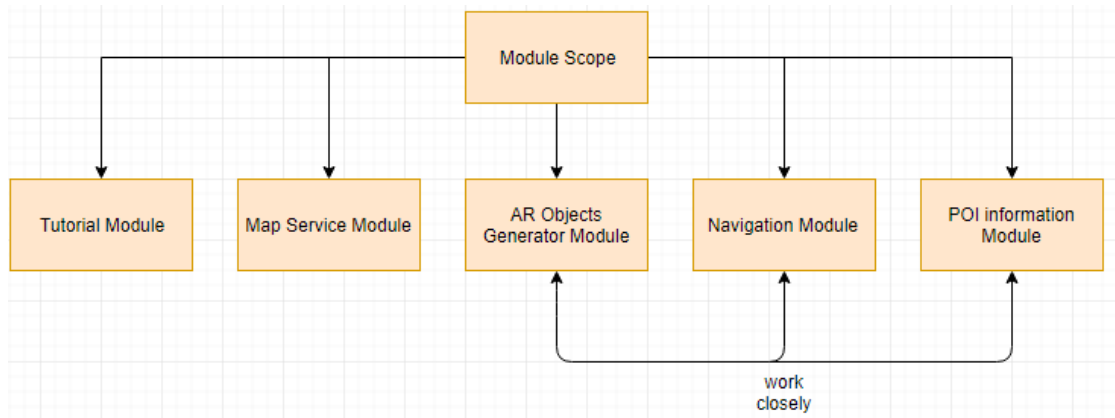 Module Scope
Tutorial Module
Map Service Module
AR Objects
Generator Module
Navigation Module
POI information
Module
work
closely